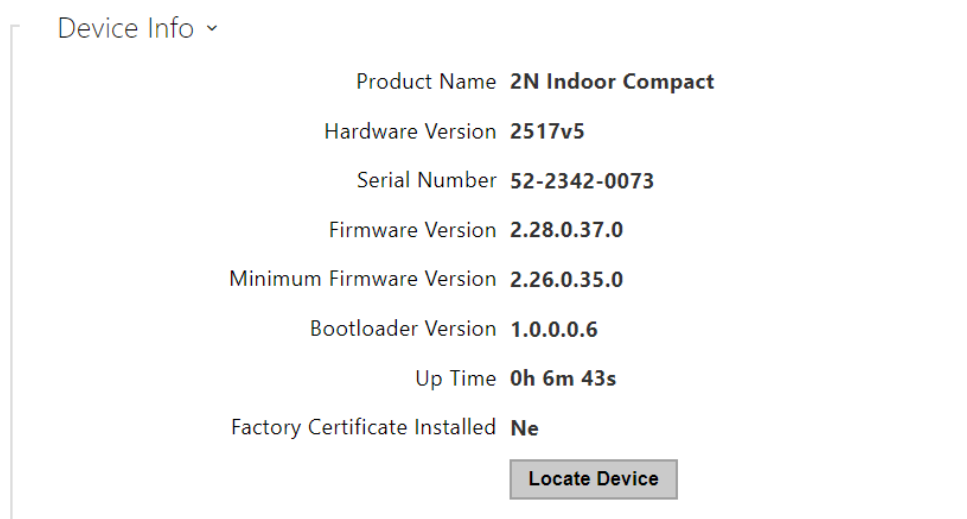 Device Info
Product Name 2N Indoor Compact
Hardware Version 2517v5
Serial Number 52-2342-0073
Firmware Version 2.28.0.37.0
Minimum Firmware Version 2.26.0.35.0
Bootloader Version 1.0.0.0.6
Up Time 0h 6m 43s
Factory Certificate Installed Ne
Locate Device